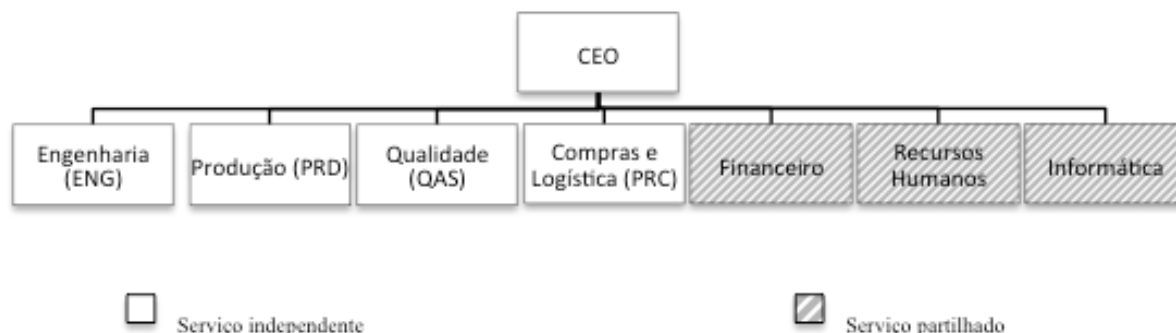 CEO
Engenharia
(ENG)
Produção (PRD)
Qualidade
(QAS)
Compras e
Logística (PRC)
Financeiro
Recursos
Humanos
Informática
Serviço independente
Serviço partilhado